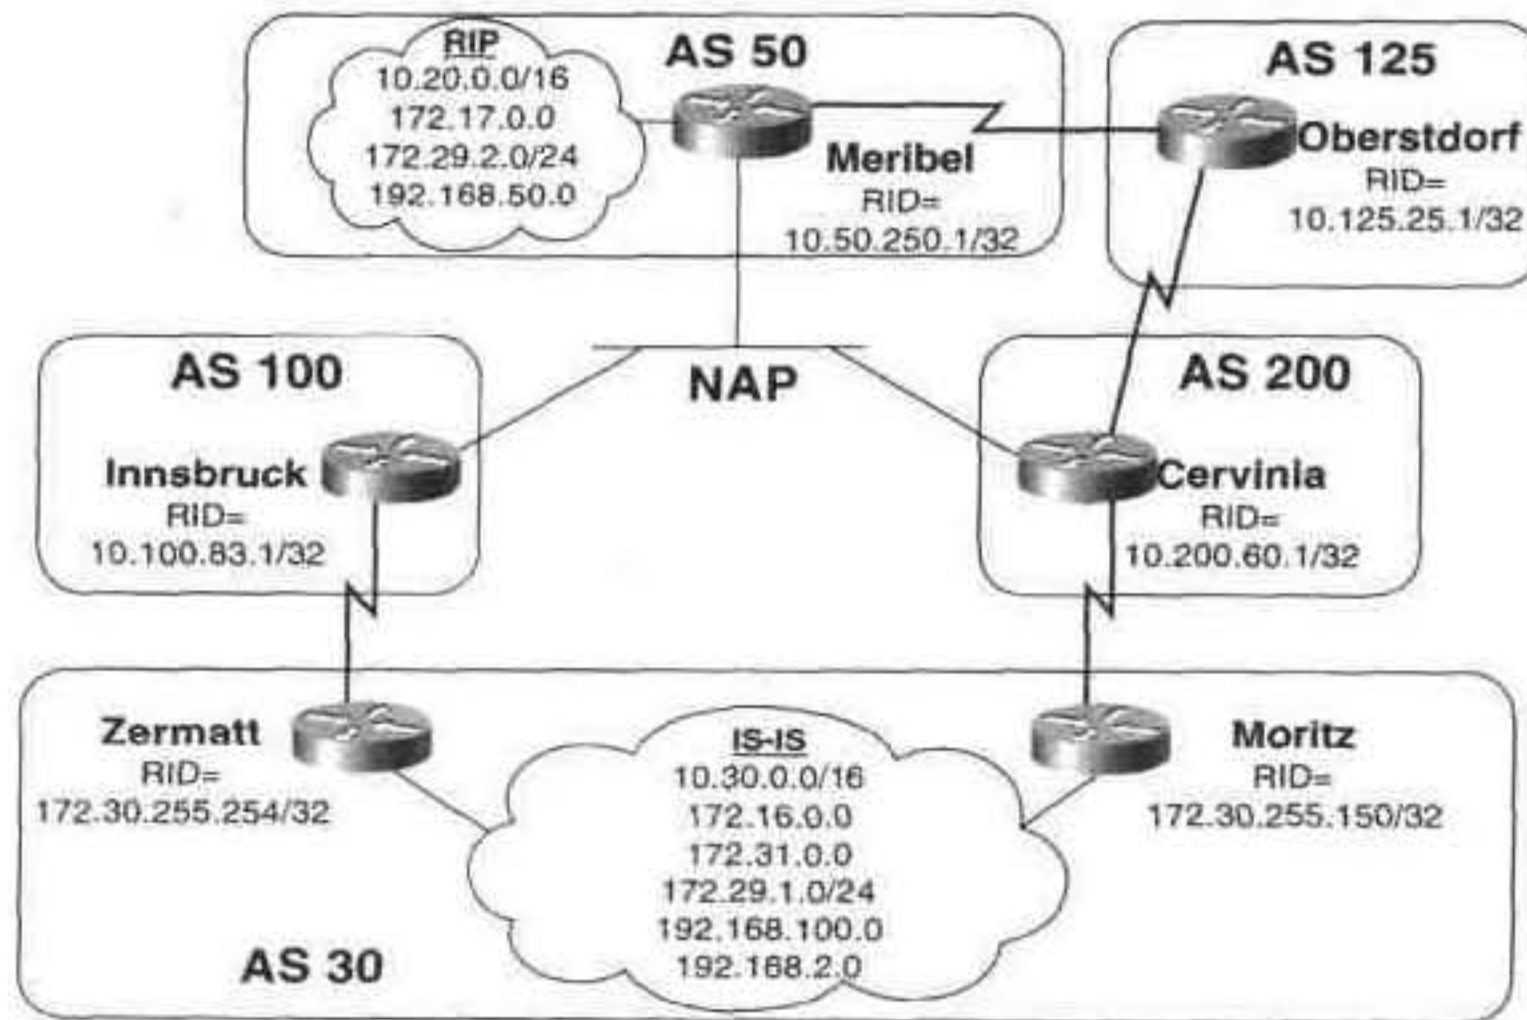 RIP
10.20.0.0/16
172.17.0.0
172.29.2.0/24
192.168.50.0
AS 50
Meribel
RID=
10.50.250.1/32
AS 125
Oberstdorf
RID=
10.125.25.1/32
AS 100
Innsbruck
RID=
10.100.83.1/32
NAP
AS 200
Cervinia
RID=
10.200.60.1/32
Zermatt
RID=
172.30.255.254/32
IS-IS
10.30.0.0/16
172.16.0.0
172.31.0.0
172.29.1.0/24
192.168.100.0
192.168.2.0
Moritz
RID=
172.30.255.150/32
AS 30